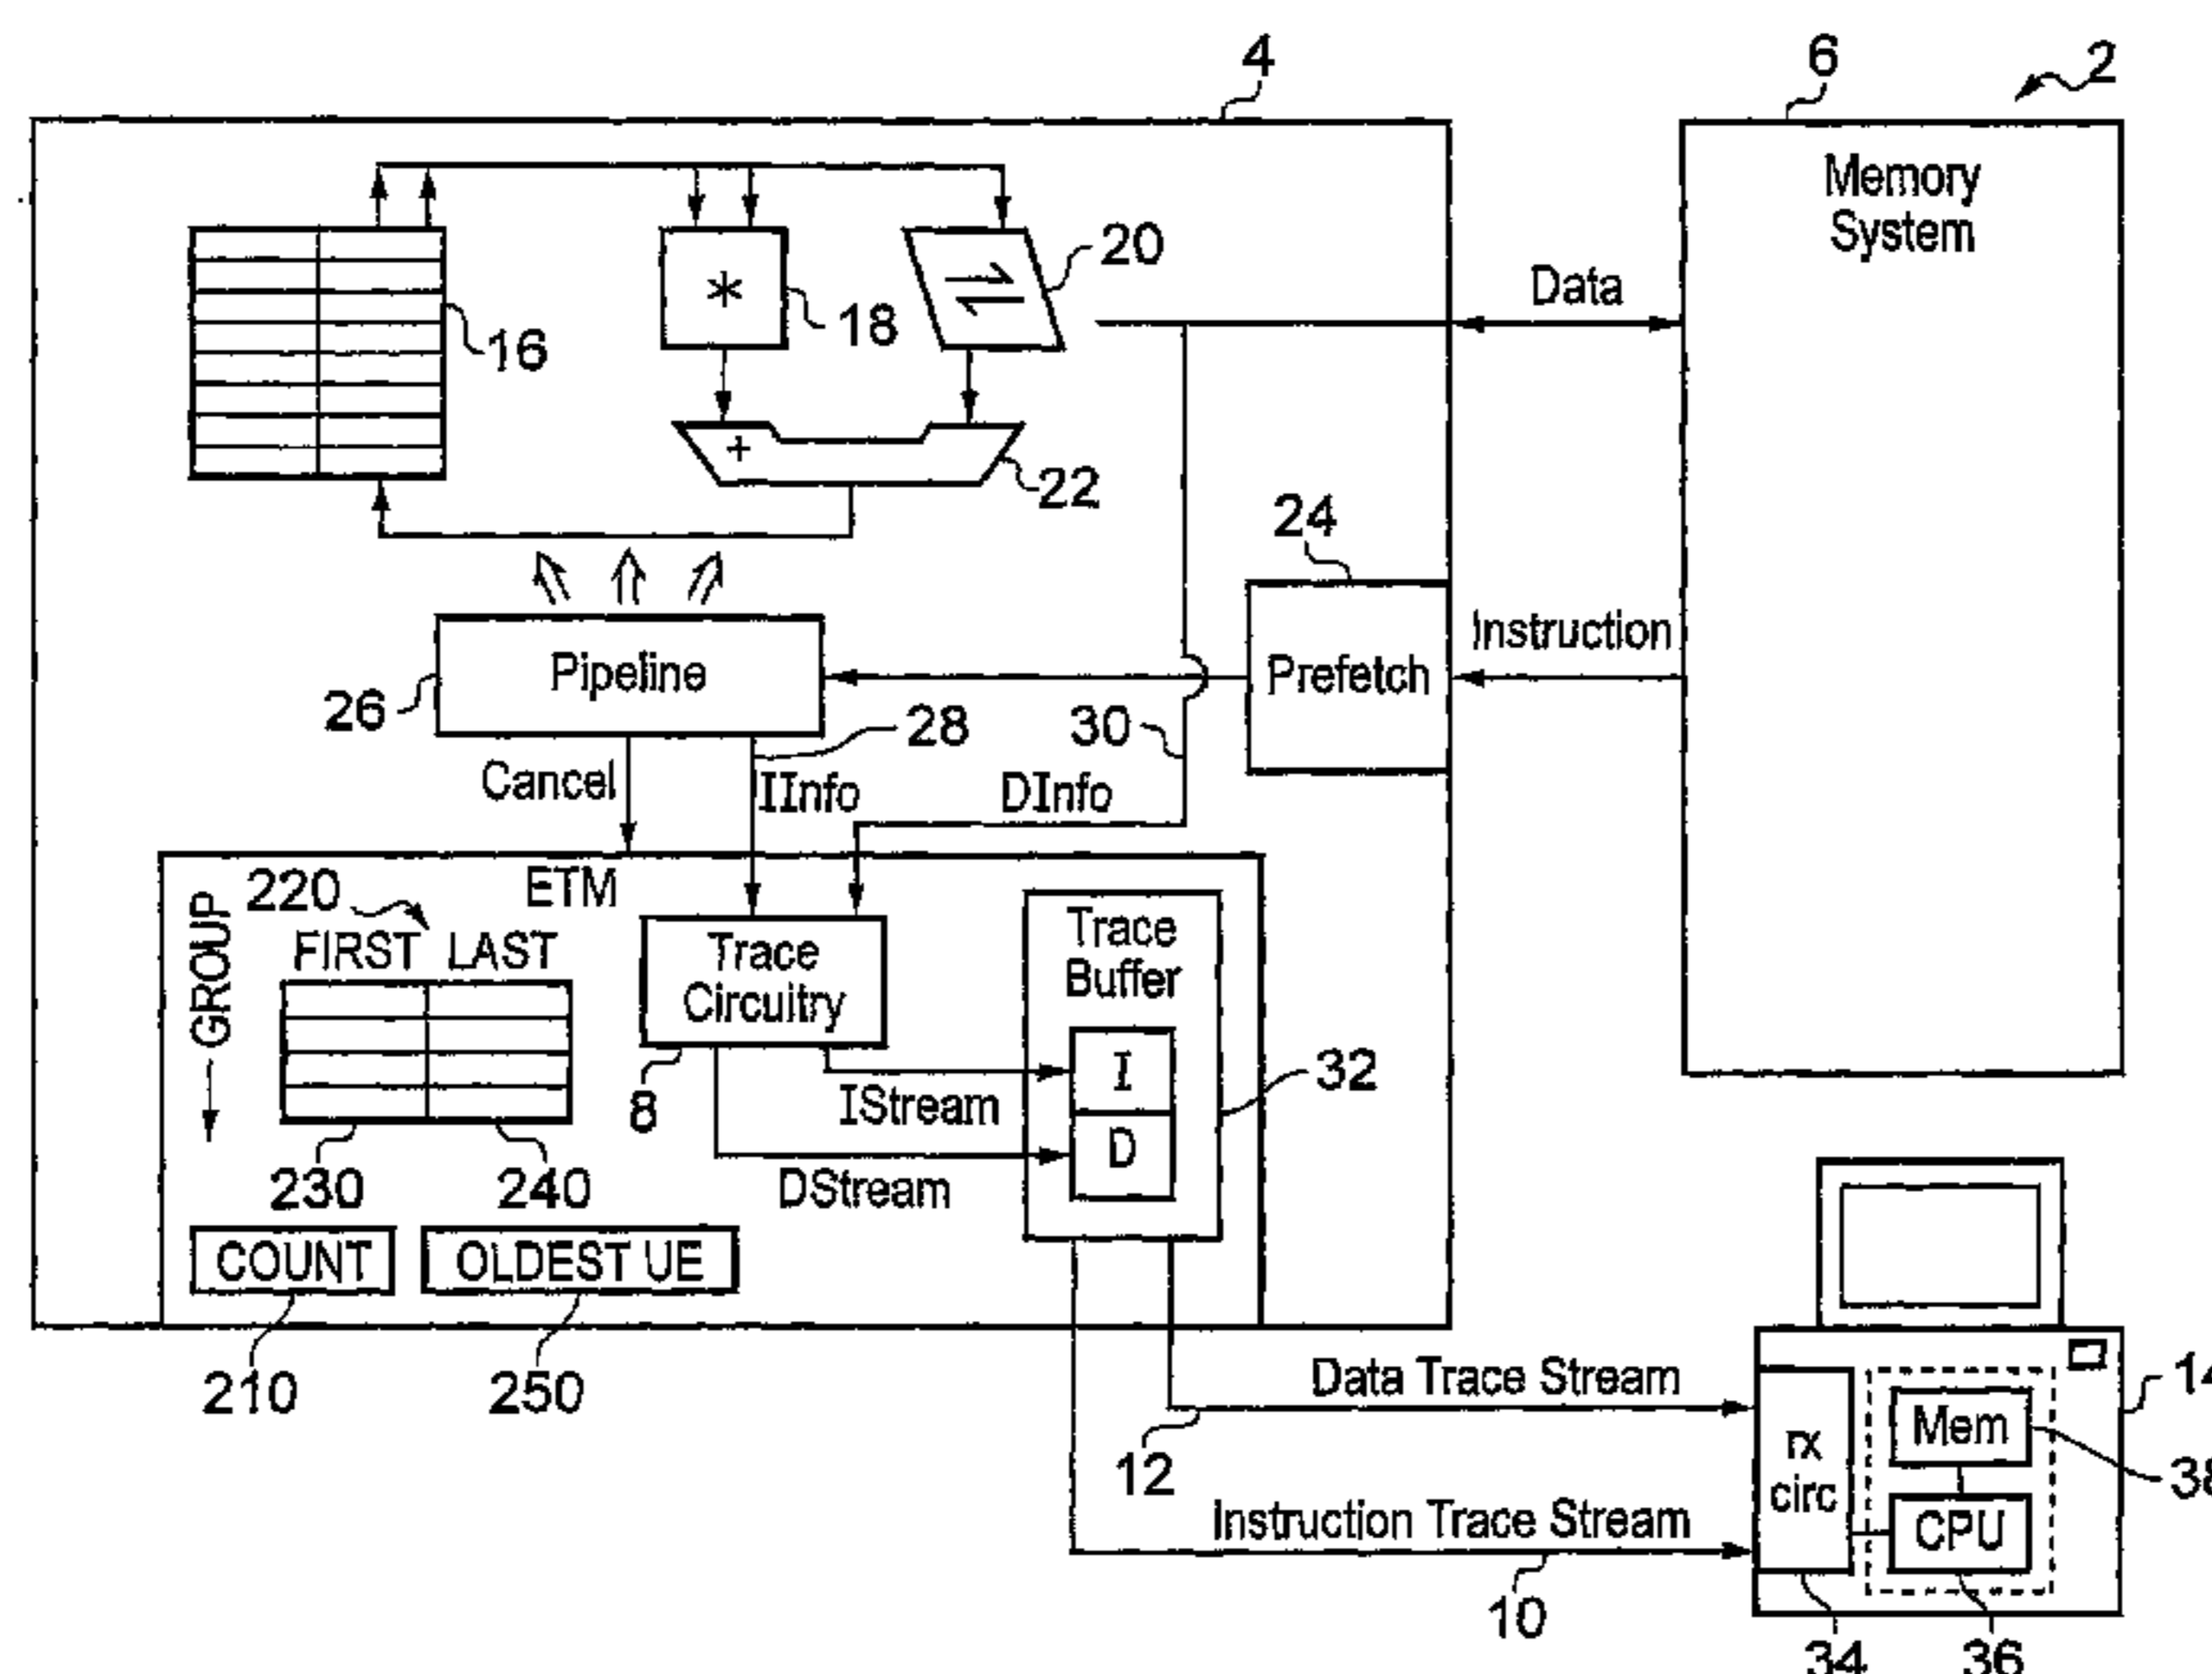 4
6
2
Memory
System
*
20
18
16
Data
+
22
24
Instruction
Prefetch
Pipeline
26
28
30
Cancel
IInfo
DInfo
ETM
220
GROUP
FIRST LAST
Trace
Circuitry
Trace
Buffer
I
D
8
32
IStream
DStream
230
240
COUNT
OLDEST UE
210
250
Data Trace Stream
12
Instruction Trace Stream
10
rx
circ
Mem
CPU
14
38
34
36